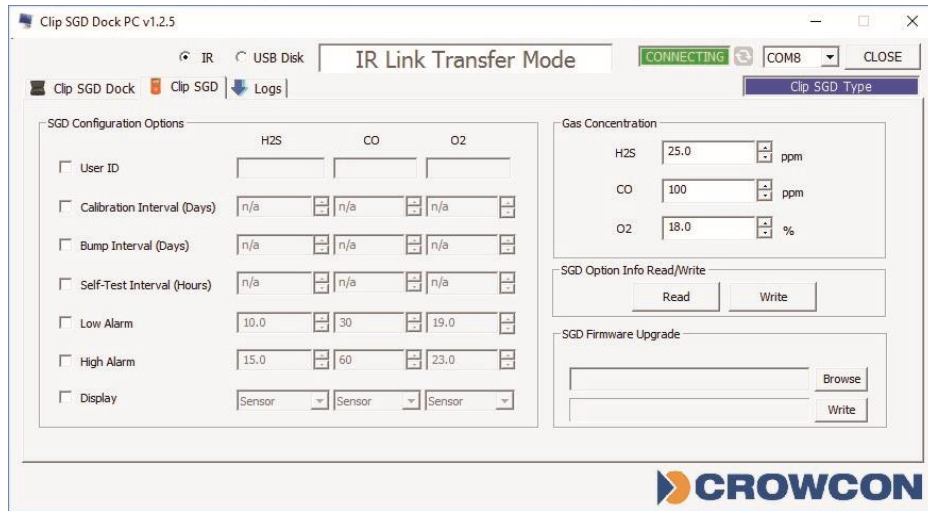 Clip SGD Dock PC v1.2.5
IR USB Disk IR Link Transfer Mode CONNECTING COM8 CLOSE
Clip SGD Dock Clip SGD Logs Clip SGD Type
SGD Configuration Options
H2S CO O2
User ID
Calibration Interval (Days) n/a n/a n/a
Bump Interval (Days) n/a n/a n/a
Self-Test Interval (Hours) n/a n/a n/a
Low Alarm 10.0 30 19.0
High Alarm 15.0 60 23.0
Display Sensor Sensor Sensor
Gas Concentration
H2S 25.0 ppm
CO 100 ppm
O2 18.0 %
SGD Option Info Read/Write
Read Write
SGD Firmware Upgrade
Browse
Write
CROWCON